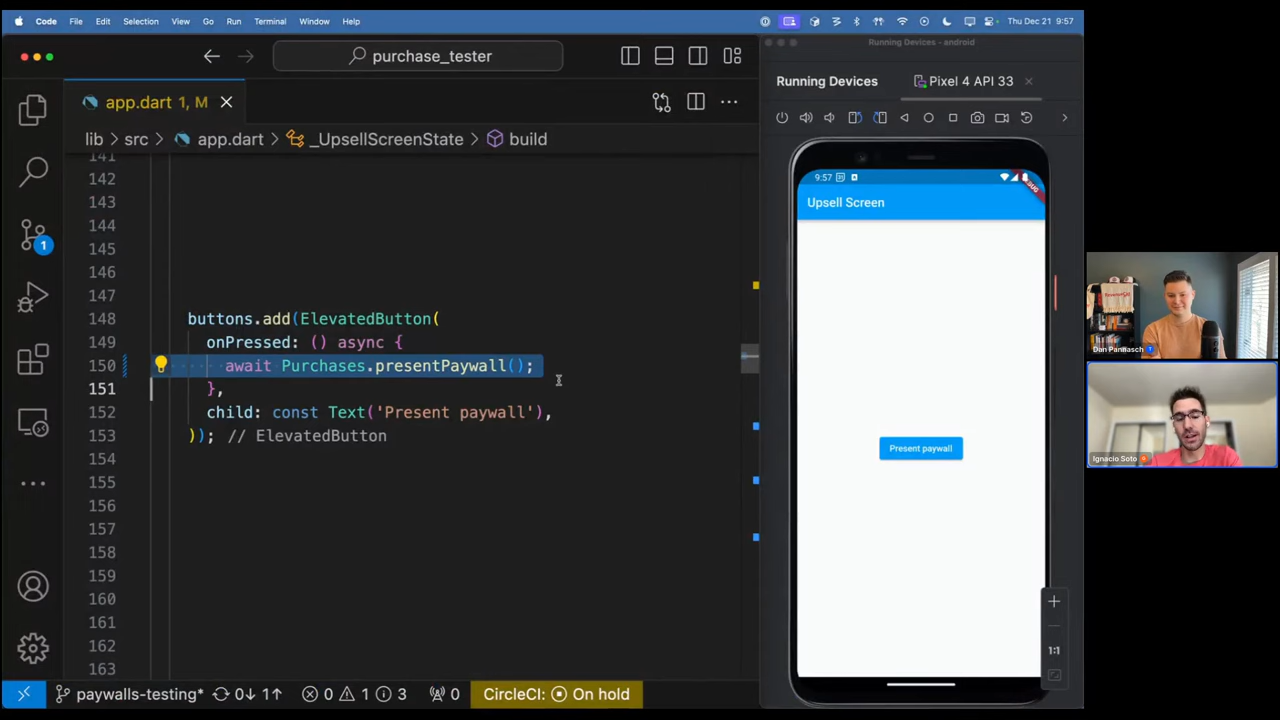 Code File Edit Selection View Go Run Terminal Window Help Thu Dec 21 9:57
purchase_tester
app.dart 1, M
lib > src > app.dart > _UpsellScreenState > build
141
142
143
144
145
146
147
148 buttons.add(ElevatedButton(
149 onPressed: () async {
150 await Purchases.presentPaywall();
151 },
152 child: const Text('Present paywall'),
153 )); // ElevatedButton
154
155
156
157
158
159
160
161
162
163
1
paywalls-testing* 0↓ 1↑ 0 1 3 0 CircleCI: On hold
Running Devices - android
Running Devices Pixel 4 API 33
9:57
DEBUG
Upsell Screen
Present paywall
1:1
Dan Pannasch
Ignacio Soto